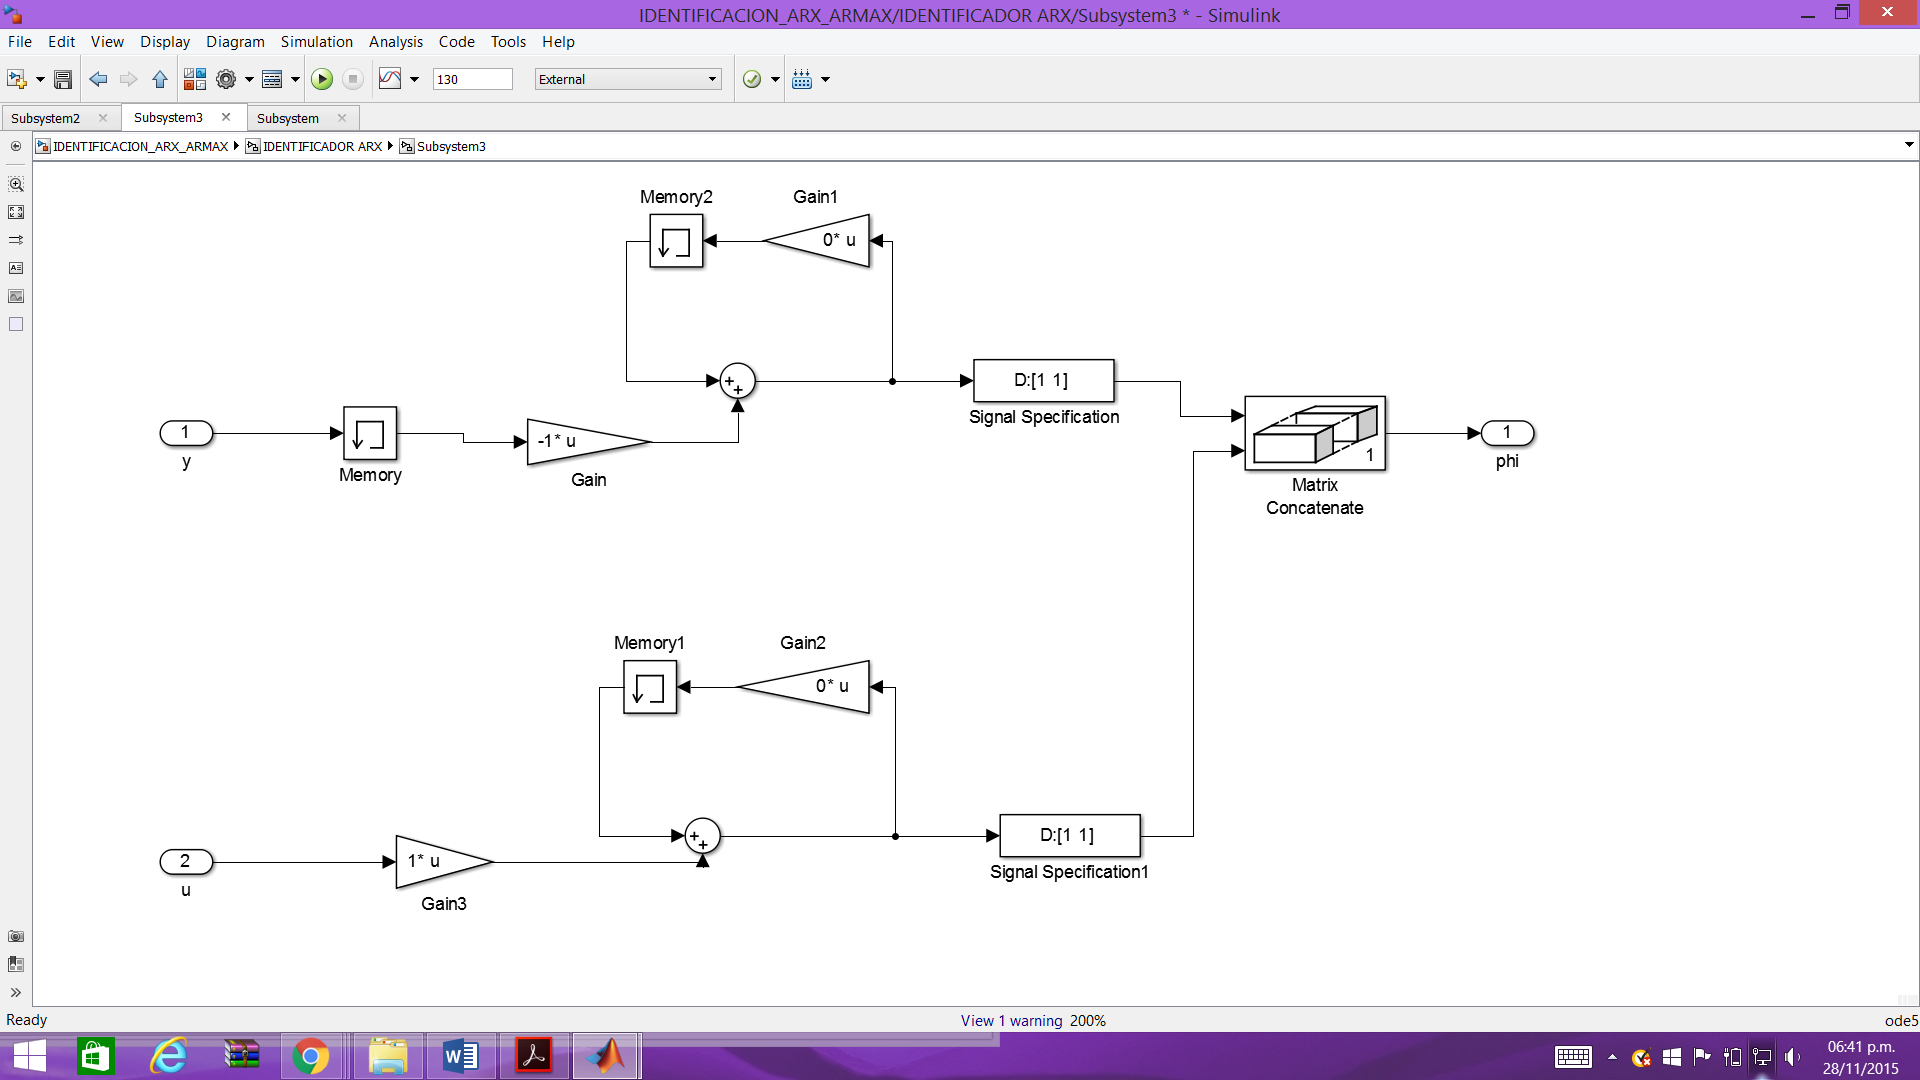 IDENTIFICACION_ARX_ARMAX/IDENTIFICADOR ARX/Subsystem3 * - Simulink
File Edit View Display Diagram Simulation Analysis Code Tools Help
130 External
Subsystem2 Subsystem3 Subsystem
IDENTIFICACION_ARX_ARMAX IDENTIFICADOR ARX Subsystem3
Memory2 Gain1
0* u
D:[1 1]
Signal Specification
1
y
Memory
-1* u
Gain
1
Matrix
Concatenate
1
phi
Memory1 Gain2
0* u
D:[1 1]
Signal Specification1
2
u
1* u
Gain3
Ready View 1 warning 200% ode5
06:41 p.m.
28/11/2015